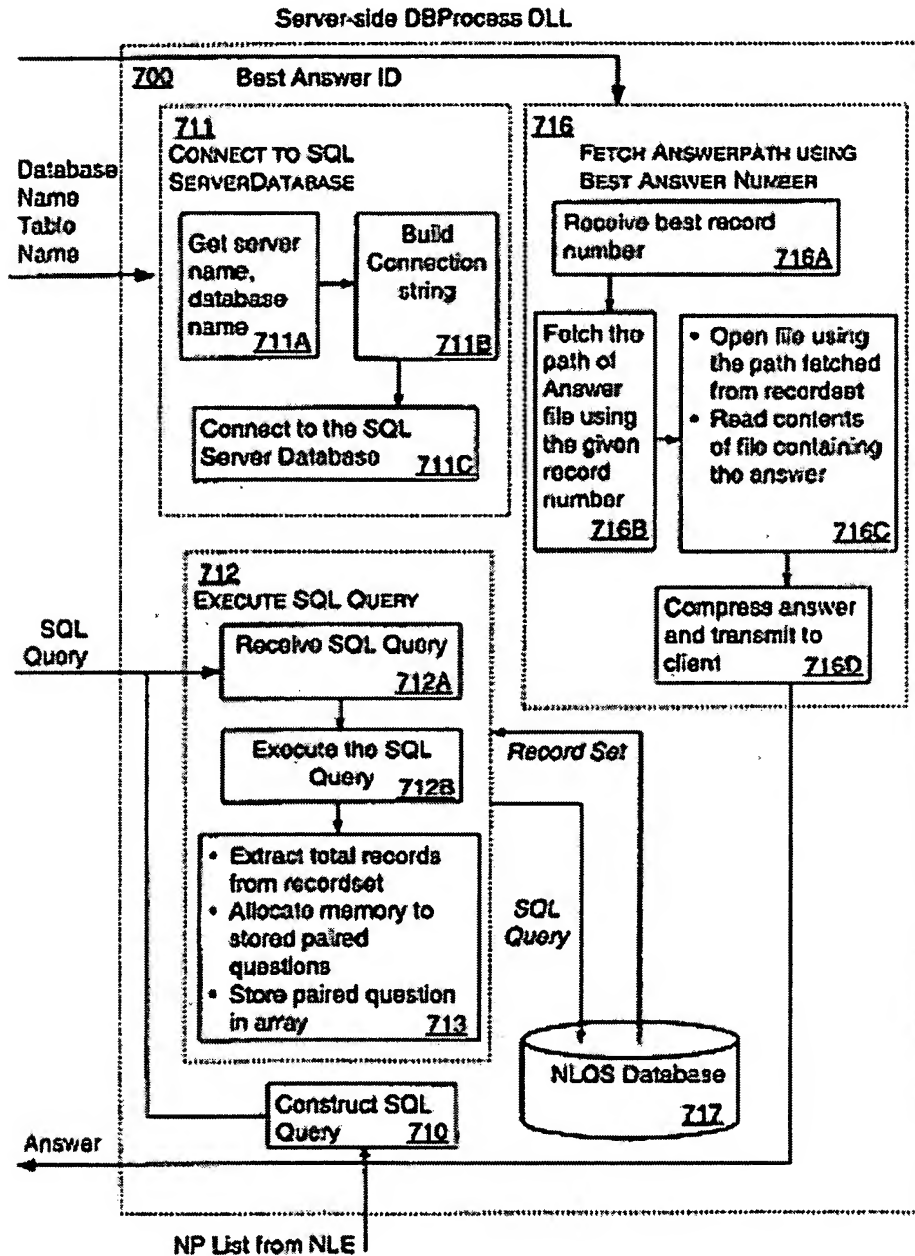 Server-side DBProcess DLL
700 Best Answer ID
Database
Name
Table
Name
711
CONNECT TO SQL
SERVERDATABASE
Get server
name,
database
name
711A
Build
Connection
string
711B
Connect to the SQL
Server Database
711C
716
FETCH ANSWERPATH USING
BEST ANSWER NUMBER
Receive best record
number
716A
Fetch the
path of
Answer
file using
the given
record
number
716B
• Open file using
the path fetched
from recordset
• Read contents
of file containing
the answer
716C
Compress answer
and transmit to
client
716D
SQL
Query
712
EXECUTE SQL QUERY
Receive SQL Query
712A
Execute the SQL
Query
712B
• Extract total records
from recordset
• Allocate memory to
stored paired
questions
• Store paired question
in array
713
Record Set
SQL
Query
NLQS Database
717
Construct SQL
Query
710
Answer
NP List from NLE